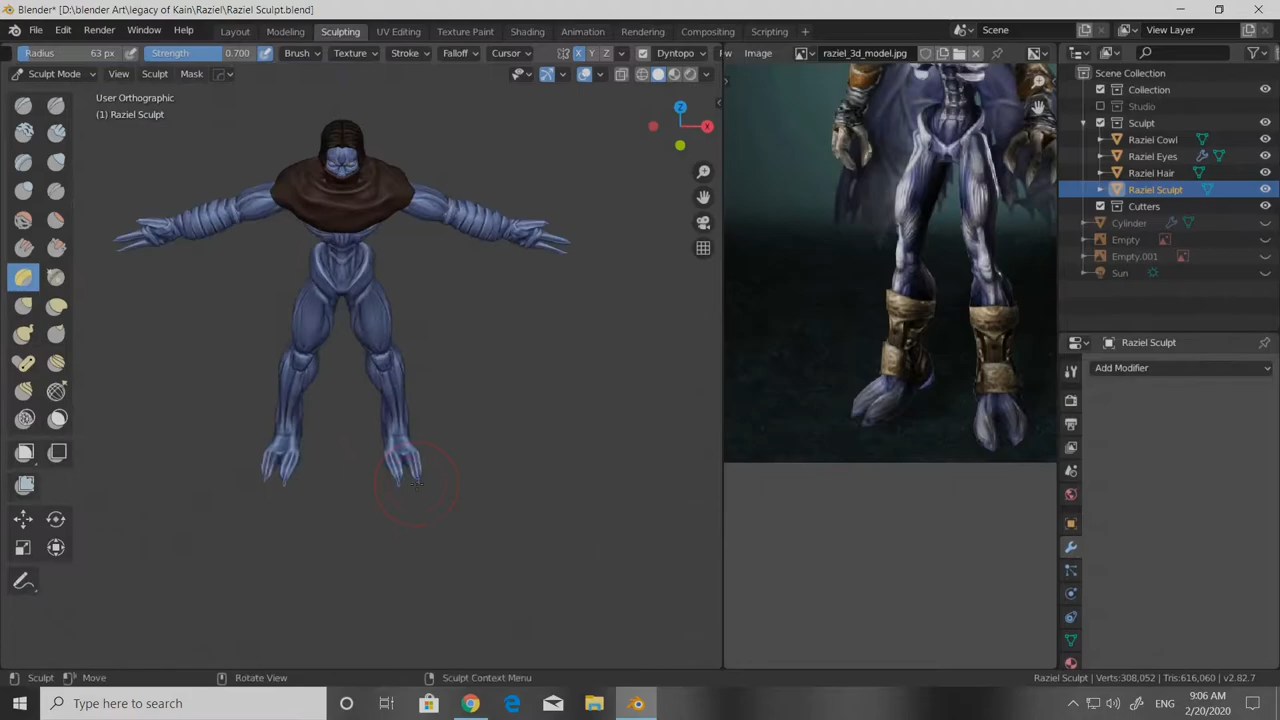 Blender* [D:\blender Art\legacy of Kain\Raziel\Raziel Sculpt.blend]
File Edit Render Window Help Layout Modeling Sculpting UV Editing Texture Paint Shading Animation Rendering Compositing Scripting + Scene View Layer
Radius 63 px Strength 0.700 Brush Texture Stroke Falloff Cursor X Y Z Dyntopo Image raziel_3d_model.jpg
Sculpt Mode View Sculpt Mask
User Orthographic
(1) Raziel Sculpt
Z
X
Scene Collection
Collection
Studio
Sculpt
Raziel Cowl
Raziel Eyes
Raziel Hair
Raziel Sculpt
Cutters
Cylinder
Empty
Empty.001
Sun
Raziel Sculpt
Add Modifier
Sculpt Move Rotate View Sculpt Context Menu Raziel Sculpt | Verts:308,052 | Tris:616,060 | v2.82.7
Type here to search
ENG
9:06 AM
2/20/2020